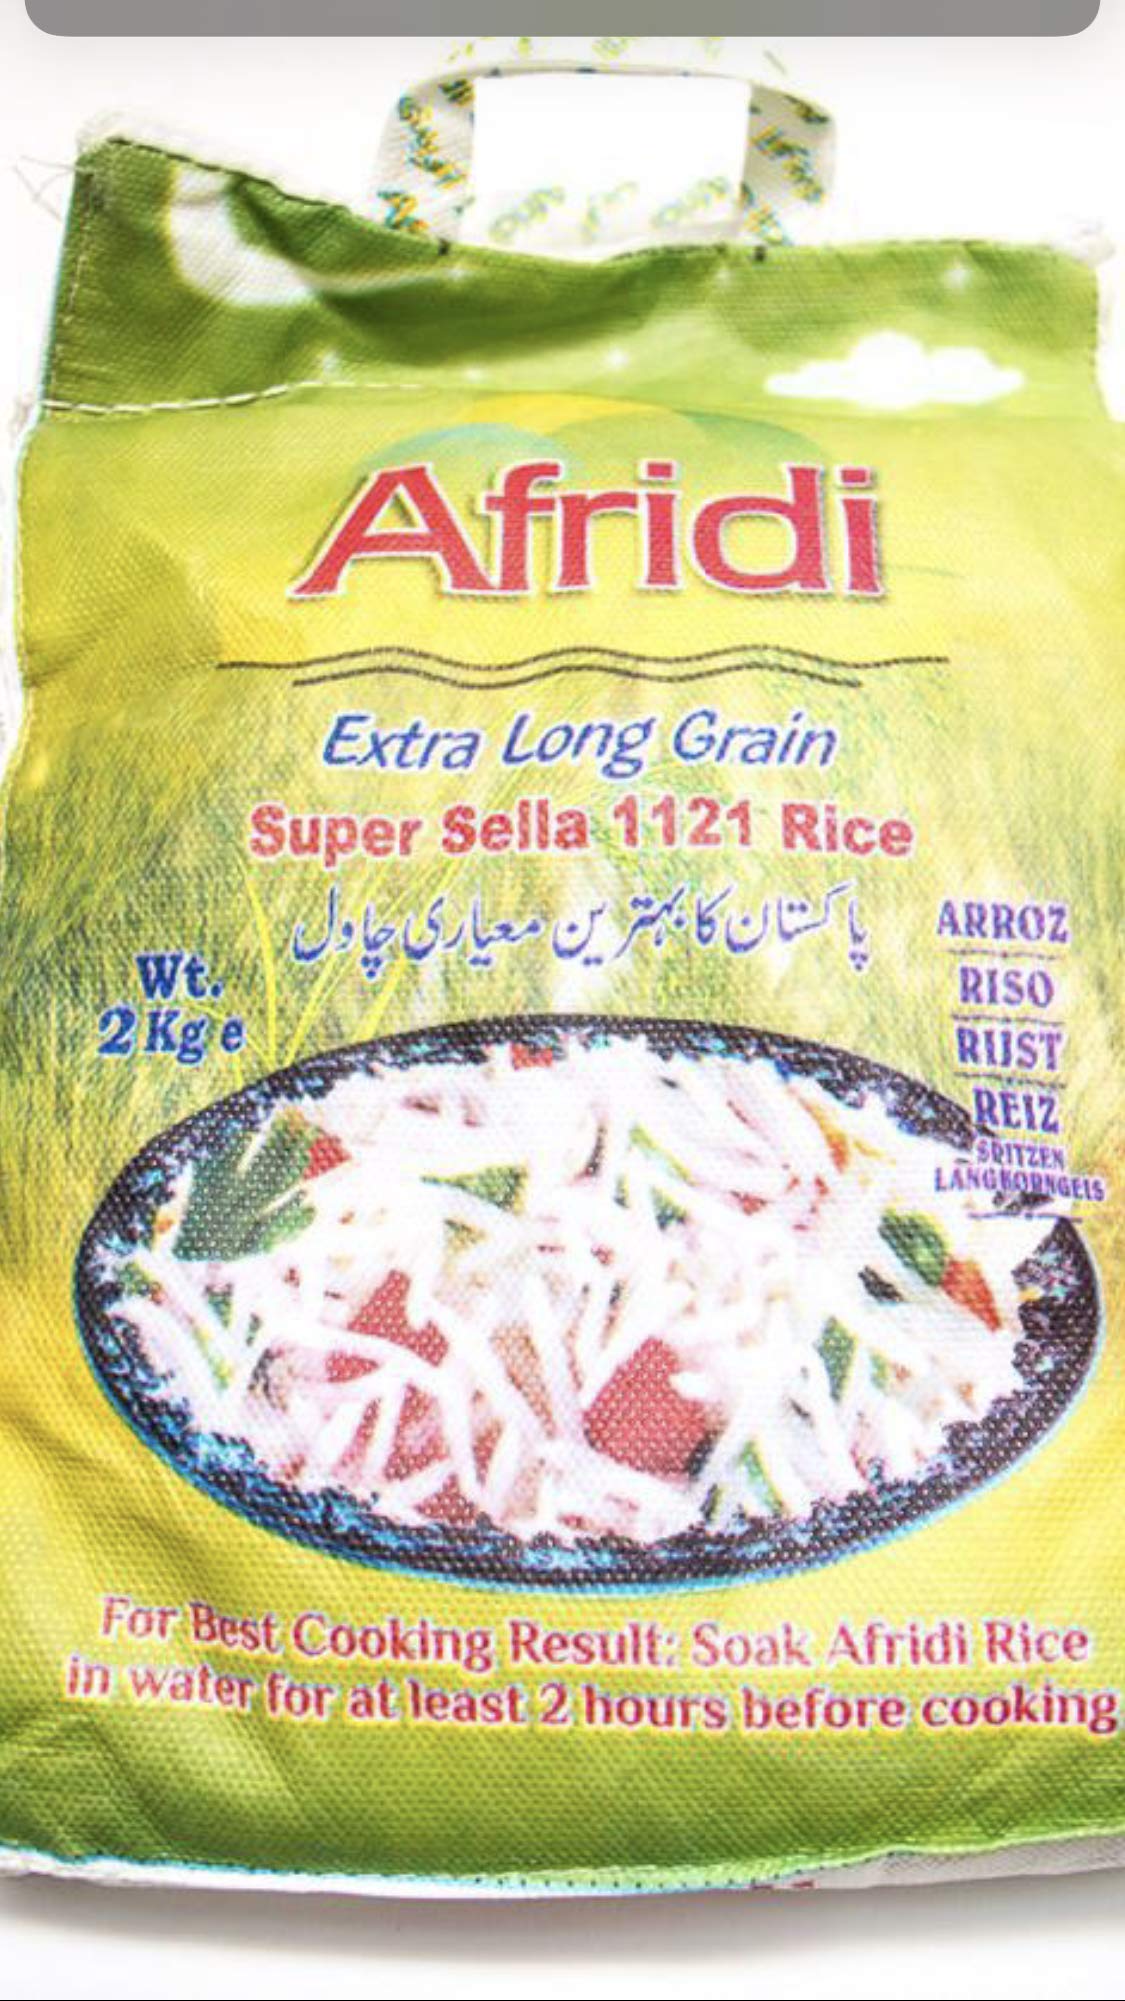 Afridi
Extra Long Grain
Super Sella 1121 Rice
پاکستان کا بہترین معیاری چاول
Wt.
2 Kg e
ARROZ
RISO
RIJST
REIZ
SPITZEN
LANGKORNGEIS
For Best Cooking Result: Soak Afridi Rice
in water for at least 2 hours before cooking